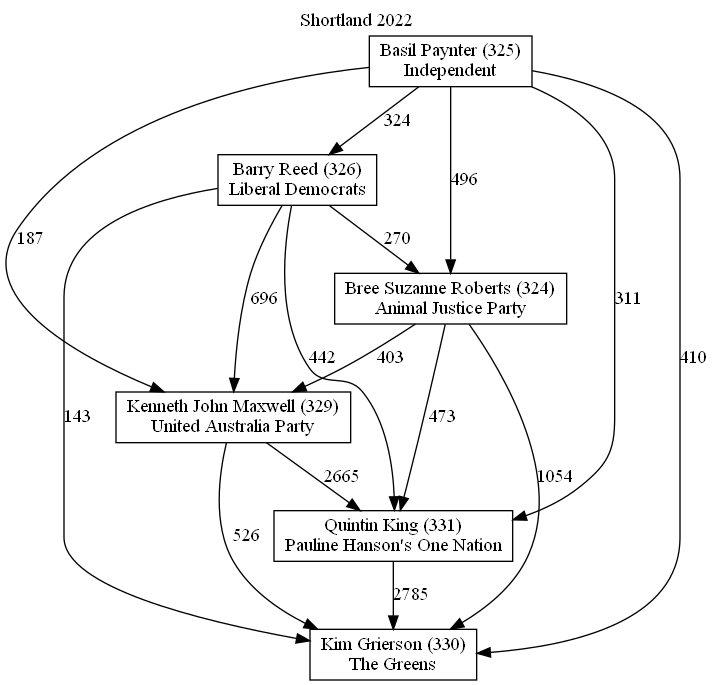 Shortland 2022
Basil Paynter (325)
Independent
324
Barry Reed (326)
Liberal Democrats
496
187
270
Bree Suzanne Roberts (324)
Animal Justice Party
696
311
442
403
410
Kenneth John Maxwell (329)
United Australia Party
143
473
2665
1054
Quintin King (331)
Pauline Hanson's One Nation
526
2785
Kim Grierson (330)
The Greens